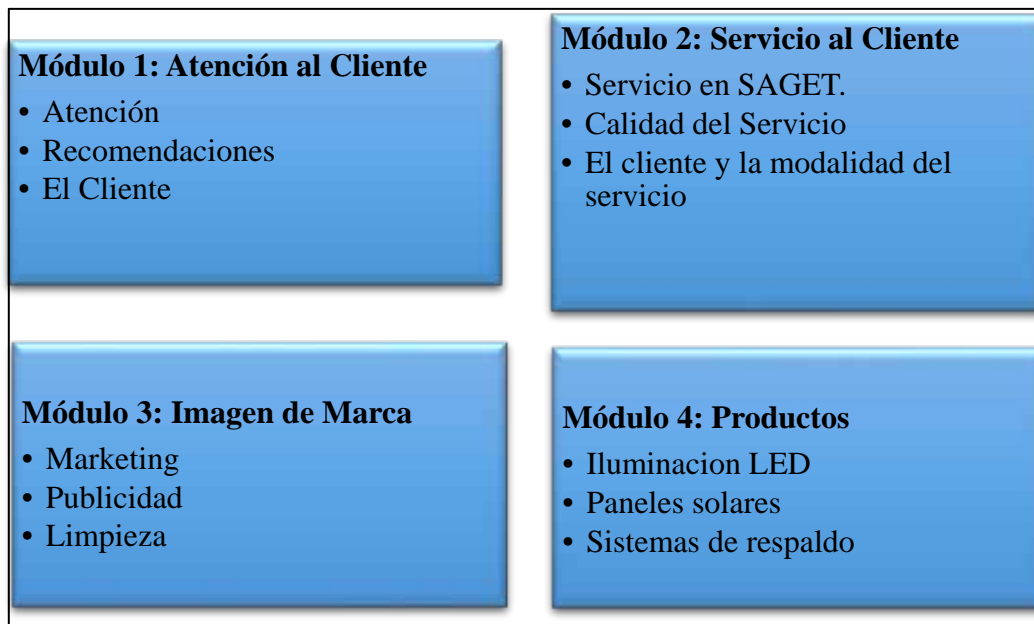 Módulo 1: Atención al Cliente
• Atención
• Recomendaciones
• El Cliente
Módulo 2: Servicio al Cliente
• Servicio en SAGET.
• Calidad del Servicio
• El cliente y la modalidad del
servicio
Módulo 3: Imagen de Marca
• Marketing
• Publicidad
• Limpieza
Módulo 4: Productos
• Iluminacion LED
• Paneles solares
• Sistemas de respaldo